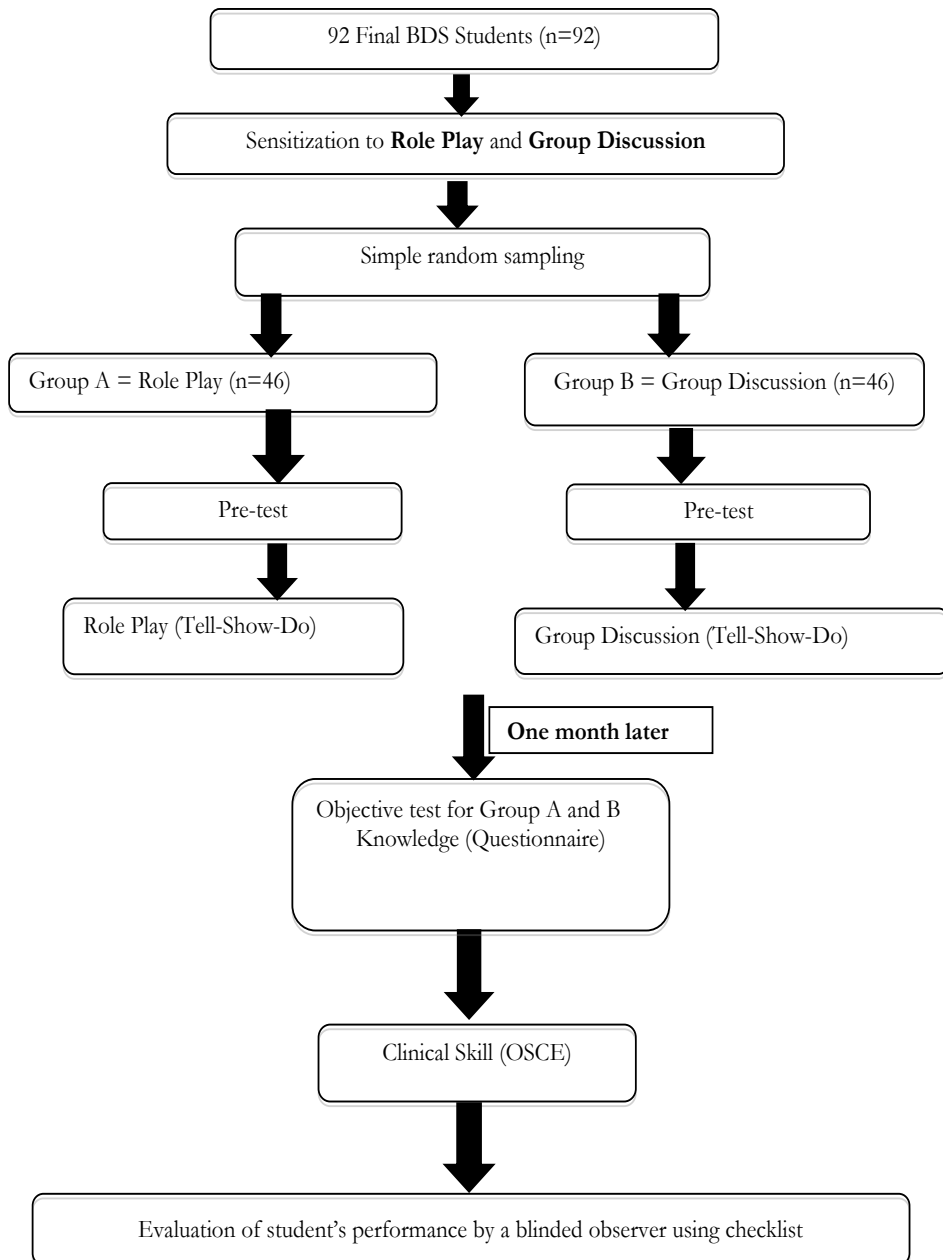 92 Final BDS Students (n=92)
Sensitization to Role Play and Group Discussion
Simple random sampling
Group A = Role Play (n=46)
Group B = Group Discussion (n=46)
Pre-test
Pre-test
Role Play (Tell-Show-Do)
Group Discussion (Tell-Show-Do)
One month later
Objective test for Group A and B
Knowledge (Questionnaire)
Clinical Skill (OSCE)
Evaluation of student’s performance by a blinded observer using checklist